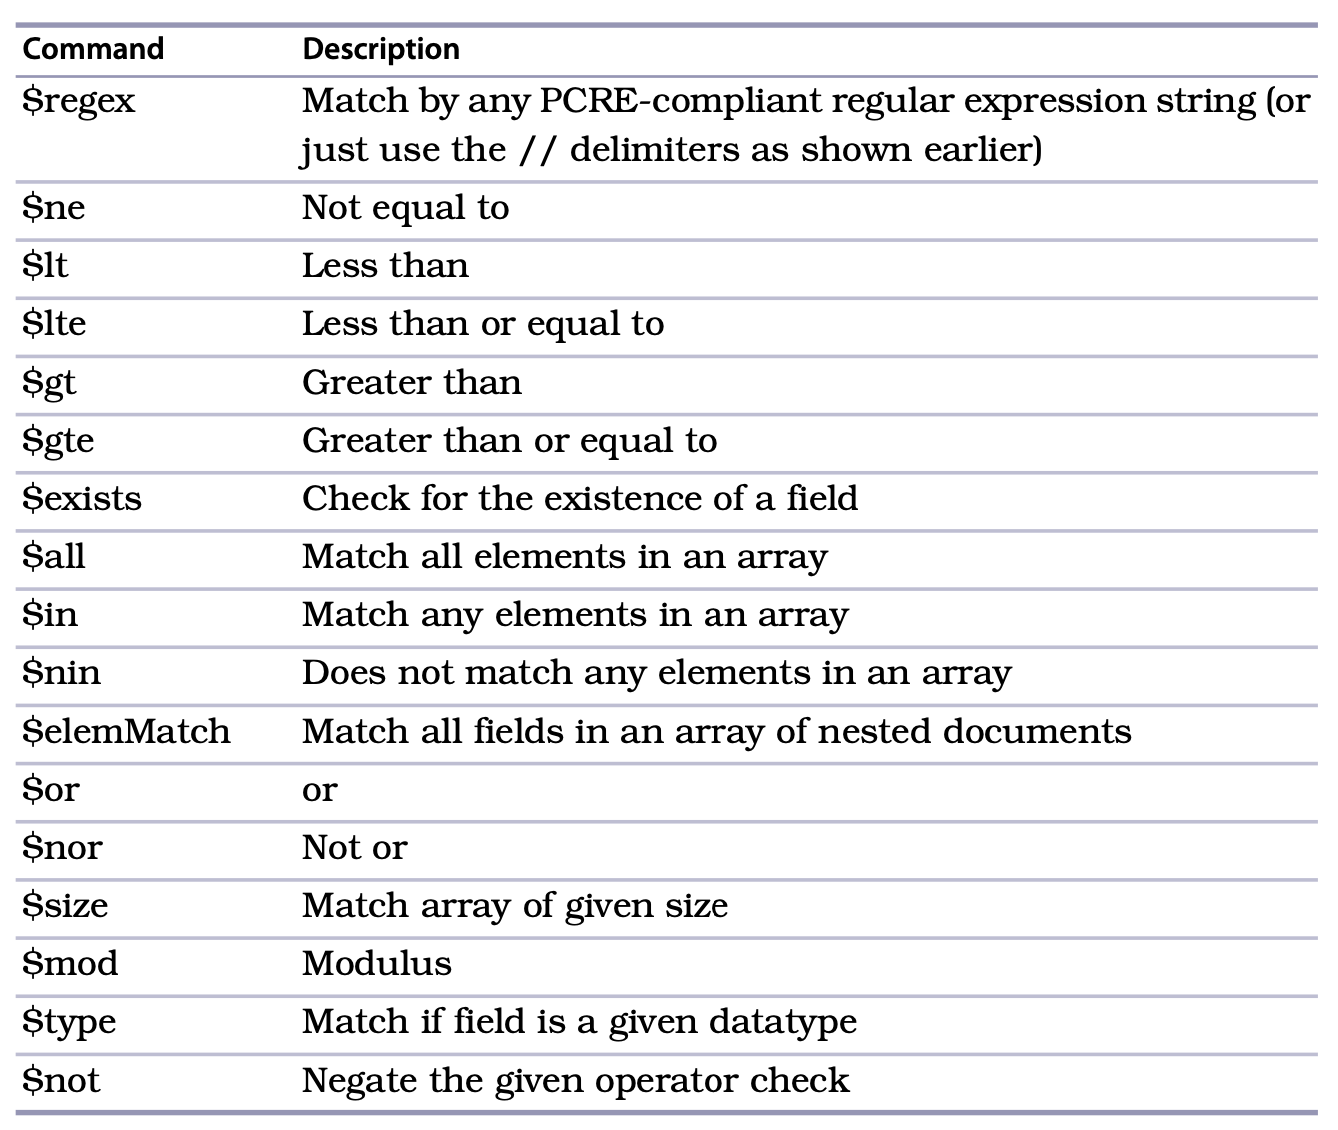 Command Description
$regex Match by any PCRE-compliant regular expression string (or
just use the // delimiters as shown earlier)
$ne Not equal to
$lt Less than
$lte Less than or equal to
$gt Greater than
$gte Greater than or equal to
$exists Check for the existence of a field
$all Match all elements in an array
$in Match any elements in an array
$nin Does not match any elements in an array
$elemMatch Match all fields in an array of nested documents
$or or
$nor Not or
$size Match array of given size
$mod Modulus
$type Match if field is a given datatype
$not Negate the given operator check